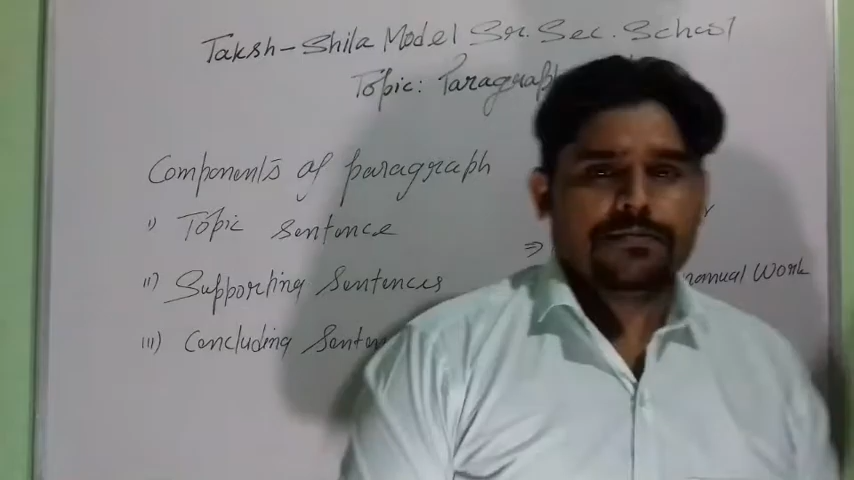 Taksh-Shila Model Sr. Sec. School
Topic: Paragraph
Components of paragraph
i) Topic Sentence
ii) Supporting Sentences
iii) Concluding Senten
⇒
manual Work